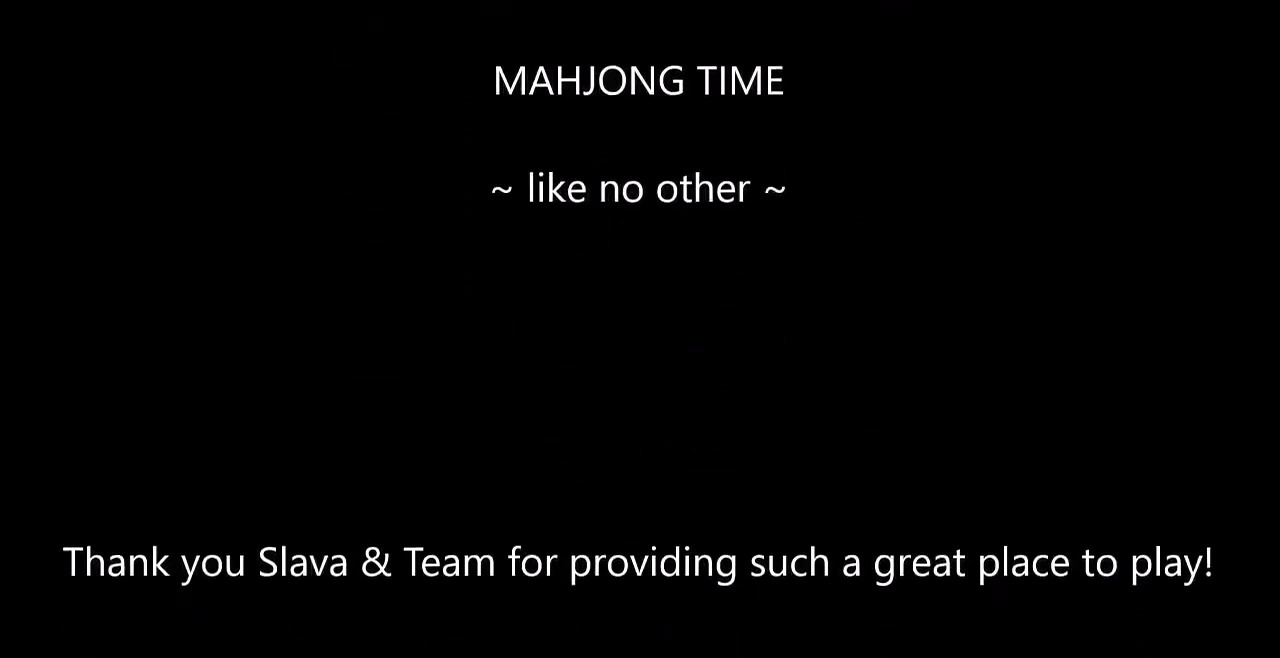 MAHJONG TIME
~ like no other ~
Thank you Slava & Team for providing such a great place to play!